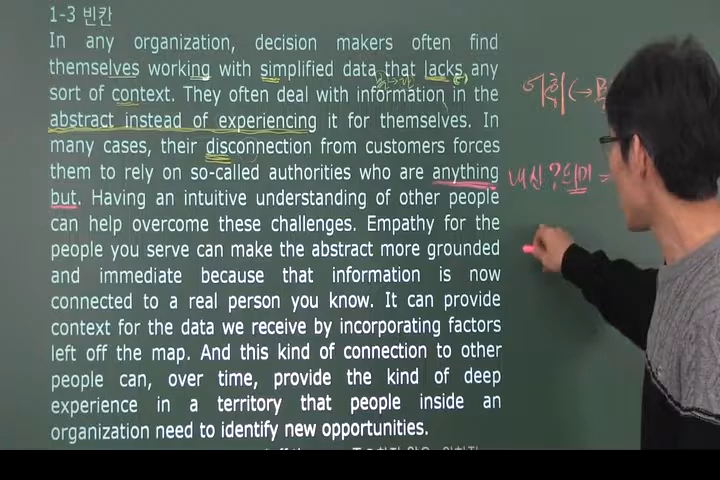 1-3 빈칸
In any organization, decision makers often find
themselves working with simplified data that lacks any
sort of context. They often deal with information in the
abstract instead of experiencing it for themselves. In
many cases, their disconnection from customers forces
them to rely on so-called authorities who are anything
but. Having an intuitive understanding of other people
can help overcome these challenges. Empathy for the
people you serve can make the abstract more grounded
and immediate because that information is now
connected to a real person you know. It can provide
context for the data we receive by incorporating factors
left off the map. And this kind of connection to other
people can, over time, provide the kind of deep
experience in a territory that people inside an
organization need to identify new opportunities.
어휘 (→
내신? 의미 =